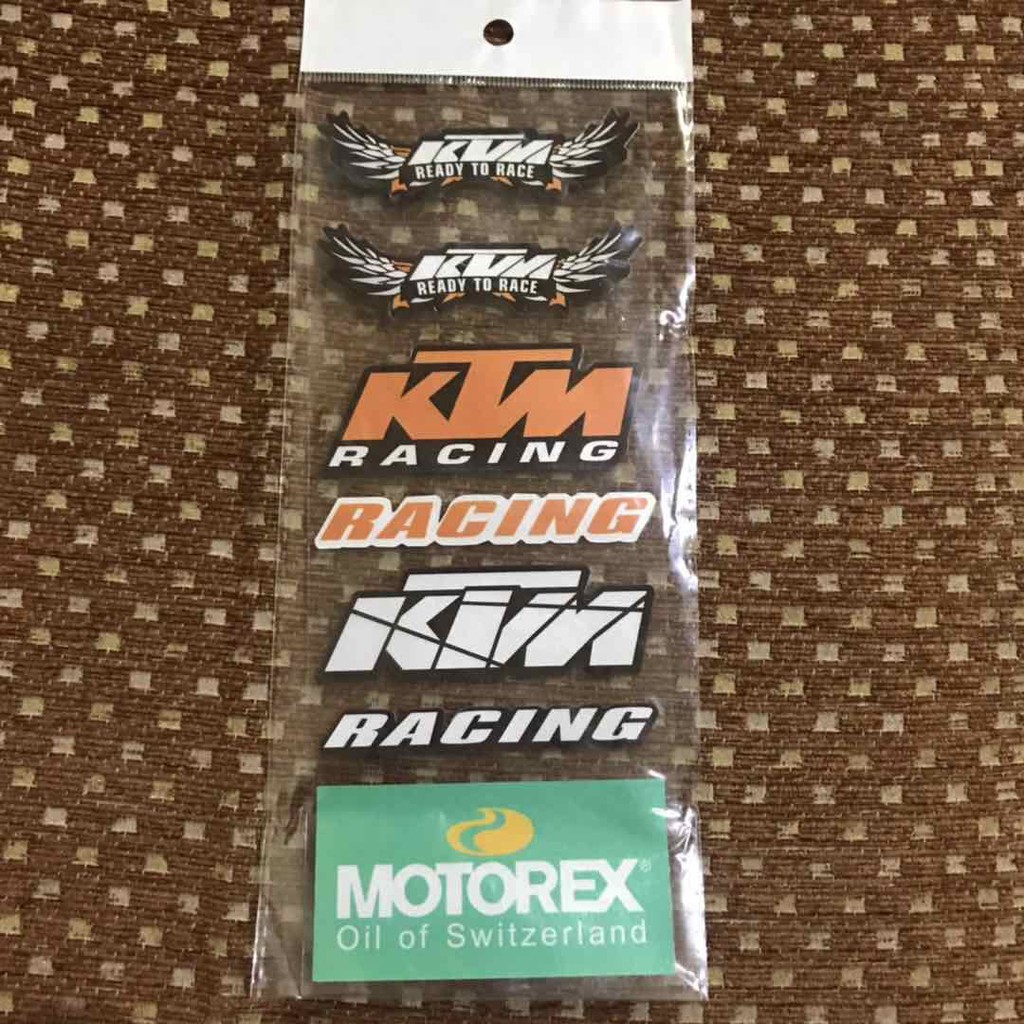 KTM
READY TO RACE
KTM
READY TO RACE
KTM
RACING
RACING
KTM
RACING
MOTOREX®
Oil of Switzerland